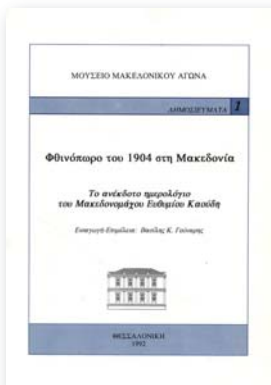 ΜΟΥΣΕΙΟ ΜΑΚΕΔΟΝΙΚΟΥ ΑΓΩΝΑ
ΔΗΜΟΣΙΕΥΜΑΤΑ 1
Φθινόπωρο του 1904 στη Μακεδονία
Το ανέκδοτο ημερολόγιο
του Μακεδονομάχου Ευθυμίου Καούδη
Εισαγωγή-Επιμέλεια: Βασίλης Κ. Γούναρης
ΘΕΣΣΑΛΟΝΙΚΗ
1992